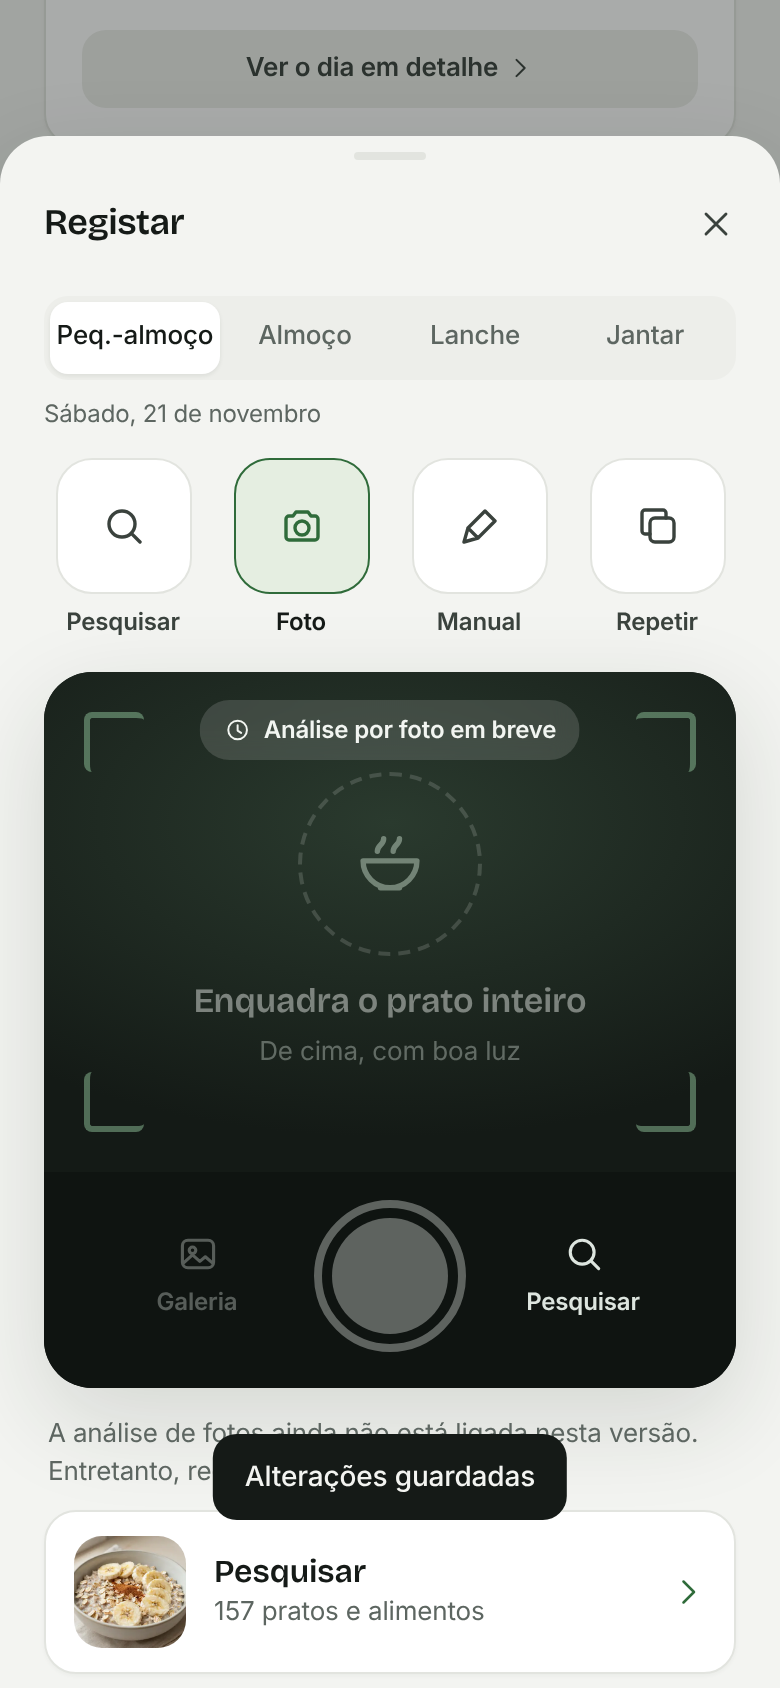 Ver o dia em detalhe
Registar
Peq.-almoço
Almoço
Lanche
Jantar
Sábado, 21 de novembro
Pesquisar
Foto
Manual
Repetir
Análise por foto em breve
Enquadra o prato inteiro
De cima, com boa luz
Galeria
Pesquisar
A análise de fotos ainda não está ligada nesta versão.
Entretanto, re
Alterações guardadas
Pesquisar
157 pratos e alimentos